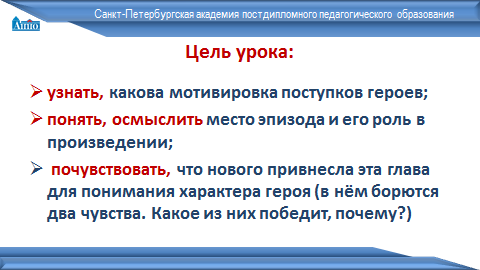 Санкт-Петербургская академия постдипломного педагогического образования
Аппо
Цель урока:
узнать, какова мотивировка поступков героев;
понять, осмыслить место эпизода и его роль в
произведении;
почувствовать, что нового привнесла эта глава
для понимания характера героя (в нём борются
два чувства. Какое из них победит, почему?)